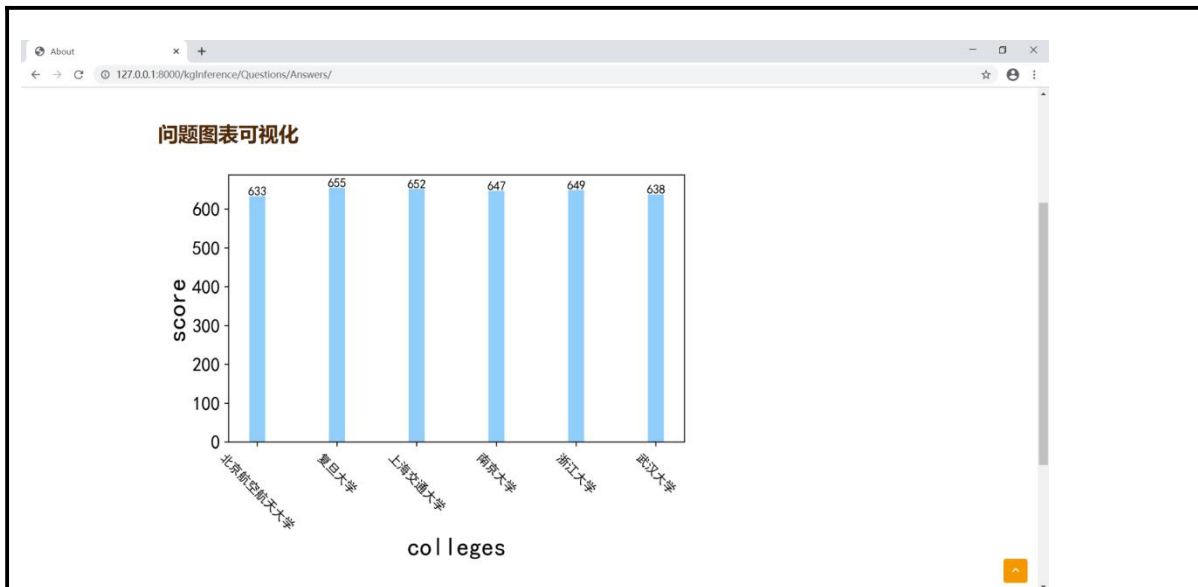 About
127.0.0.1:8000/kgInference/Questions/Answers/
问题图表可视化
633 655 652 647 649 638
600
500
400
300
200
100
0
score
北京航空航天大学 复旦大学 上海交通大学 南京大学 浙江大学 武汉大学
colleges